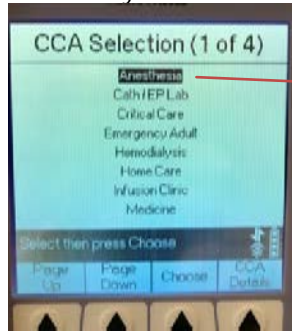 CCA Selection (1 of 4)
Anesthesia
Cath/EP Lab
Critical Care
Emergency Adult
Hemodialysis
Home Care
Infusion Clinic
Medicine
Select then press Choose
Page Up
Page Down
Choose
CCA Details